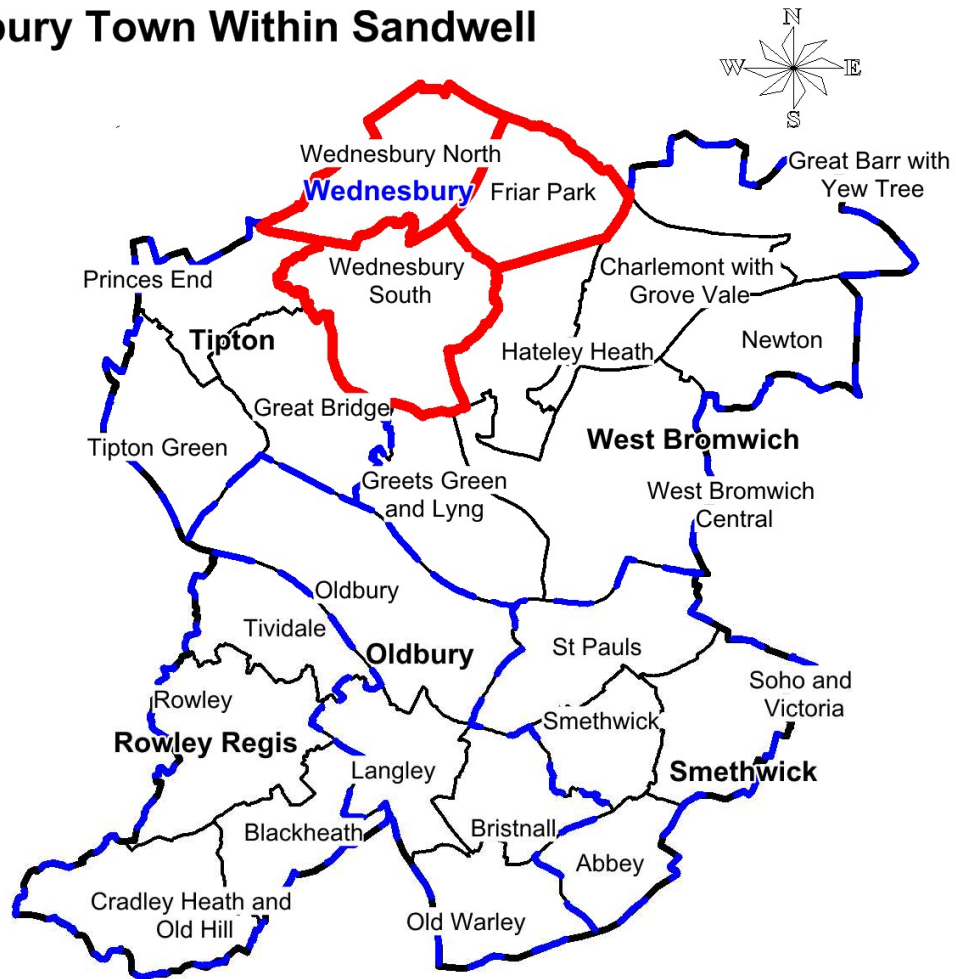 bury Town Within Sandwell
N
W E
S
Wednesbury North
Wednesbury
Friar Park
Great Barr with
Yew Tree
Princes End
Wednesbury
South
Charlemont with
Grove Vale
Tipton
Hateley Heath
Newton
Great Bridge
Tipton Green
West Bromwich
Greets Green
and Lyng
West Bromwich
Central
Oldbury
Tividale
Oldbury
St Pauls
Rowley
Soho and
Victoria
Smethwick
Rowley Regis
Langley
Smethwick
Blackheath
Bristnall
Abbey
Cradley Heath and
Old Hill
Old Warley